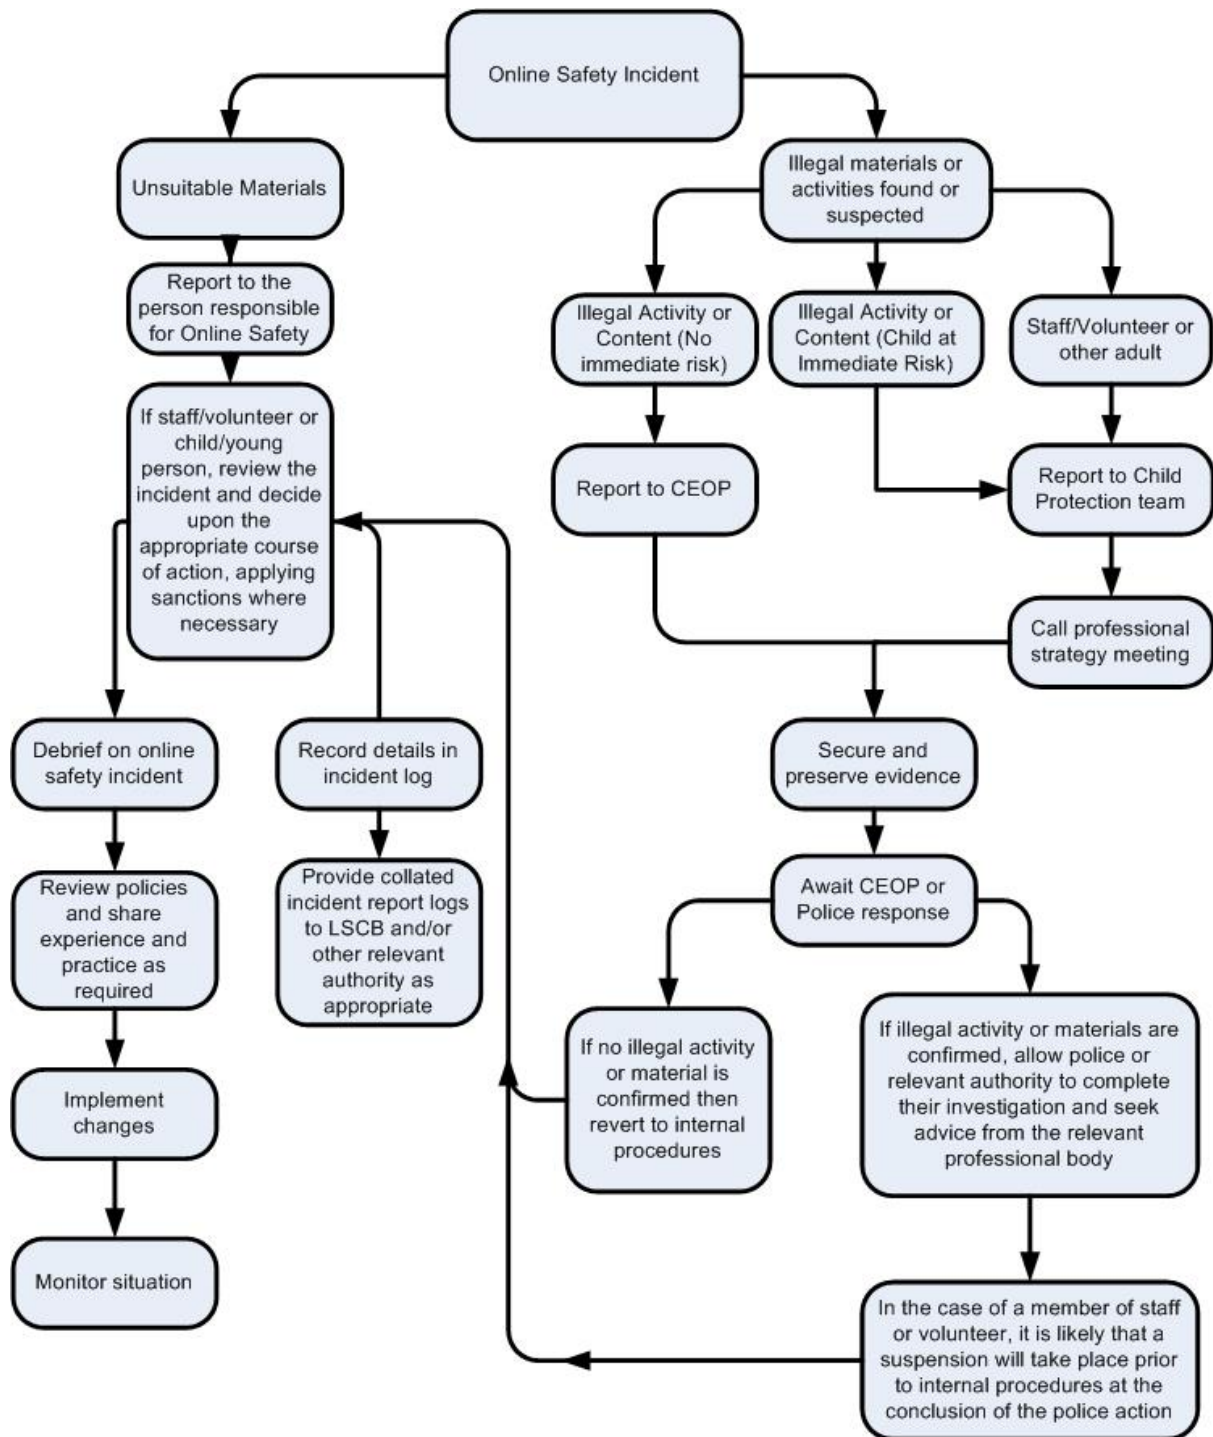 Online Safety Incident
Unsuitable Materials
Illegal materials or
activities found or
suspected
Report to the
person responsible
for Online Safety
Illegal Activity or
Content (No
immediate risk)
Illegal Activity or
Content (Child at
Immediate Risk)
Staff/Volunteer or
other adult
If staff/volunteer or
child/young
person, review the
incident and decide
upon the
appropriate course
of action, applying
sanctions where
necessary
Report to CEOP
Report to Child
Protection team
Call professional
strategy meeting
Debrief on online
safety incident
Record details in
incident log
Secure and
preserve evidence
Review policies
and share
experience and
practice as
required
Provide collated
incident report logs
to LSCB and/or
other relevant
authority as
appropriate
Await CEOP or
Police response
If no illegal activity
or material is
confirmed then
revert to internal
procedures
If illegal activity or materials are
confirmed, allow police or
relevant authority to complete
their investigation and seek
advice from the relevant
professional body
Implement
changes
Monitor situation
In the case of a member of staff
or volunteer, it is likely that a
suspension will take place prior
to internal procedures at the
conclusion of the police action